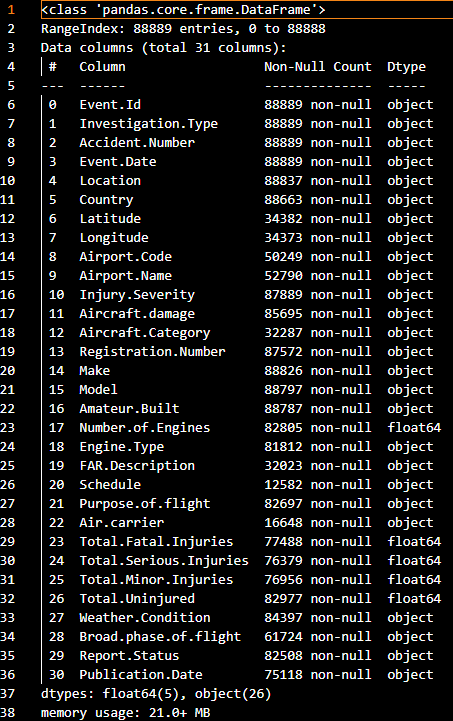 1 <class 'pandas.core.frame.DataFrame'>
2 RangeIndex: 88889 entries, 0 to 88888
3 Data columns (total 31 columns):
4 #   Column                  Non-Null Count  Dtype
5 ---  ------                  --------------  -----
6 0   Event.Id                88889 non-null  object
7 1   Investigation.Type      88889 non-null  object
8 2   Accident.Number         88889 non-null  object
9 3   Event.Date              88889 non-null  object
10 4   Location                88837 non-null  object
11 5   Country                 88663 non-null  object
12 6   Latitude                34382 non-null  object
13 7   Longitude               34373 non-null  object
14 8   Airport.Code            50249 non-null  object
15 9   Airport.Name            52790 non-null  object
16 10  Injury.Severity         87889 non-null  object
17 11  Aircraft.damage         85695 non-null  object
18 12  Aircraft.Category       32287 non-null  object
19 13  Registration.Number     87572 non-null  object
20 14  Make                    88826 non-null  object
21 15  Model                   88797 non-null  object
22 16  Amateur.Built           88787 non-null  object
23 17  Number.of.Engines       82805 non-null  float64
24 18  Engine.Type             81812 non-null  object
25 19  FAR.Description         32023 non-null  object
26 20  Schedule                12582 non-null  object
27 21  Purpose.of.flight       82697 non-null  object
28 22  Air.carrier             16648 non-null  object
29 23  Total.Fatal.Injuries    77488 non-null  float64
30 24  Total.Serious.Injuries  76379 non-null  float64
31 25  Total.Minor.Injuries    76956 non-null  float64
32 26  Total.Uninjured         82977 non-null  float64
33 27  Weather.Condition       84397 non-null  object
34 28  Broad.phase.of.flight   61724 non-null  object
35 29  Report.Status           82508 non-null  object
36 30  Publication.Date        75118 non-null  object
37 dtypes: float64(5), object(26)
38 memory usage: 21.0+ MB